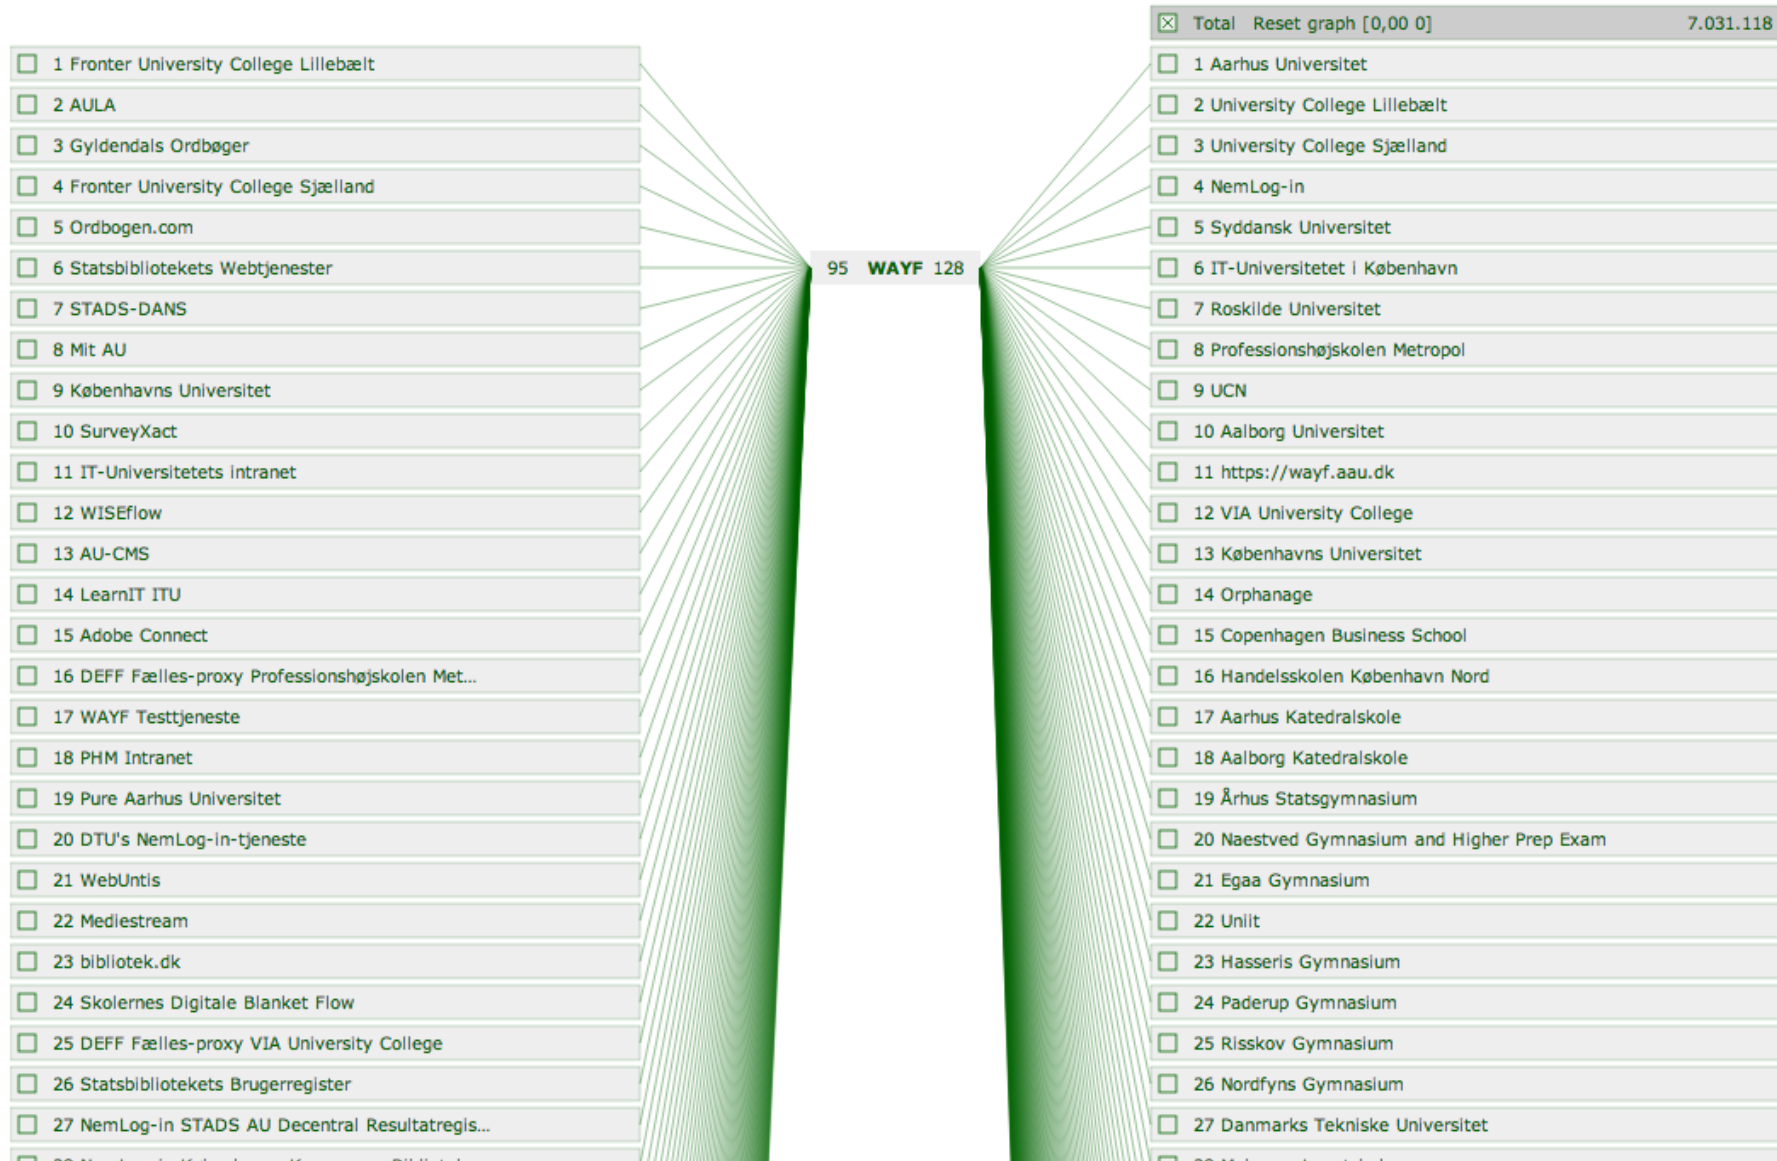 Total Reset graph [0,00 0] 7.031.118
1 Fronter University College Lillebælt
2 AULA
3 Gyldendals Ordbøger
4 Fronter University College Sjælland
5 Ordbogen.com
6 Statsbibliotekets Webtjenester
7 STADS-DANS
8 Mit AU
9 Københavns Universitet
10 SurveyXact
11 IT-Universitetets intranet
12 WISEflow
13 AU-CMS
14 LearnIT ITU
15 Adobe Connect
16 DEFF Fælles-proxy Professionshøjskolen Met...
17 WAYF Testtjeneste
18 PHM Intranet
19 Pure Aarhus Universitet
20 DTU's NemLog-in-tjeneste
21 WebUntis
22 Mediestream
23 bibliotek.dk
24 Skolernes Digitale Blanket Flow
25 DEFF Fælles-proxy VIA University College
26 Statsbibliotekets Brugerregister
27 NemLog-in STADS AU Decentral Resultatregis...
95 WAYF 128
1 Aarhus Universitet
2 University College Lillebælt
3 University College Sjælland
4 NemLog-in
5 Syddansk Universitet
6 IT-Universitetet i København
7 Roskilde Universitet
8 Professionshøjskolen Metropol
9 UCN
10 Aalborg Universitet
11 https://wayf.aau.dk
12 VIA University College
13 Københavns Universitet
14 Orphanage
15 Copenhagen Business School
16 Handelsskolen København Nord
17 Aarhus Katedralskole
18 Aalborg Katedralskole
19 Århus Statsgymnasium
20 Naestved Gymnasium and Higher Prep Exam
21 Egaa Gymnasium
22 Uniit
23 Hasseris Gymnasium
24 Paderup Gymnasium
25 Risskov Gymnasium
26 Nordfyns Gymnasium
27 Danmarks Tekniske Universitet